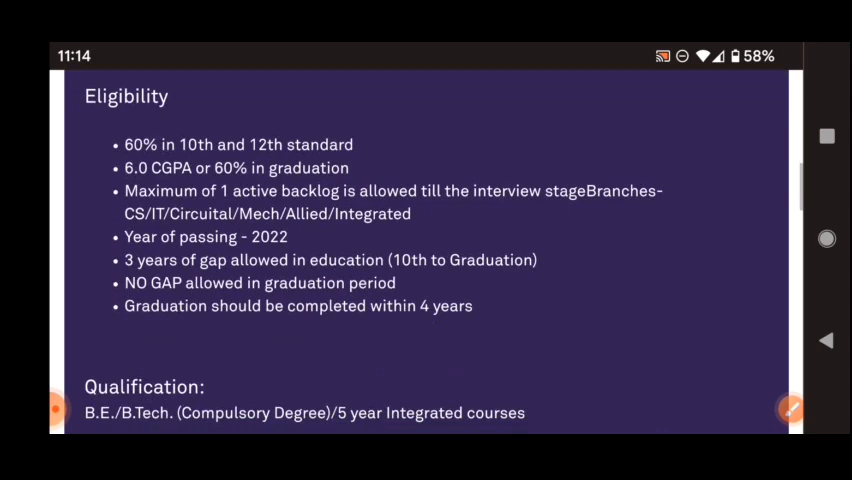 11:14
58%
Eligibility
• 60% in 10th and 12th standard
• 6.0 CGPA or 60% in graduation
• Maximum of 1 active backlog is allowed till the interview stageBranches-
CS/IT/Circuital/Mech/Allied/Integrated
• Year of passing - 2022
• 3 years of gap allowed in education (10th to Graduation)
• NO GAP allowed in graduation period
• Graduation should be completed within 4 years
Qualification:
B.E./B.Tech. (Compulsory Degree)/5 year Integrated courses